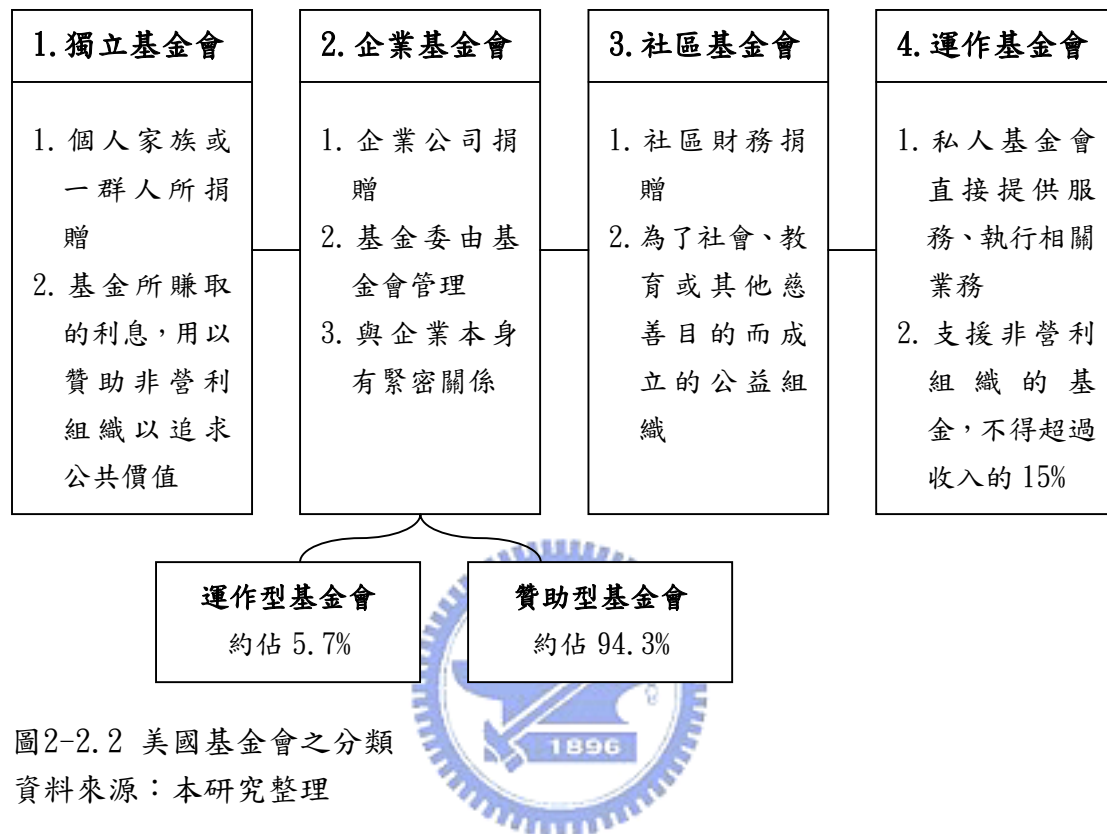 1.獨立基金會
1. 個人家族或
一群人所捐
贈
2. 基金所賺取
的利息，用以
贊助非營利
組織以追求
公共價值
2.企業基金會
1. 企業公司捐
贈
2. 基金委由基
金會管理
3. 與企業本身
有緊密關係
3.社區基金會
1. 社區財務捐
贈
2. 為了社會、教
育或其他慈
善目的而成
立的公益組
織
4.運作基金會
1. 私人基金會
直接提供服
務、執行相關
業務
2. 支援非營利
組織的基
金，不得超過
收入的 15%
運作型基金會
約佔 5.7%
贊助型基金會
約佔 94.3%
1896
圖2-2.2 美國基金會之分類
資料來源：本研究整理